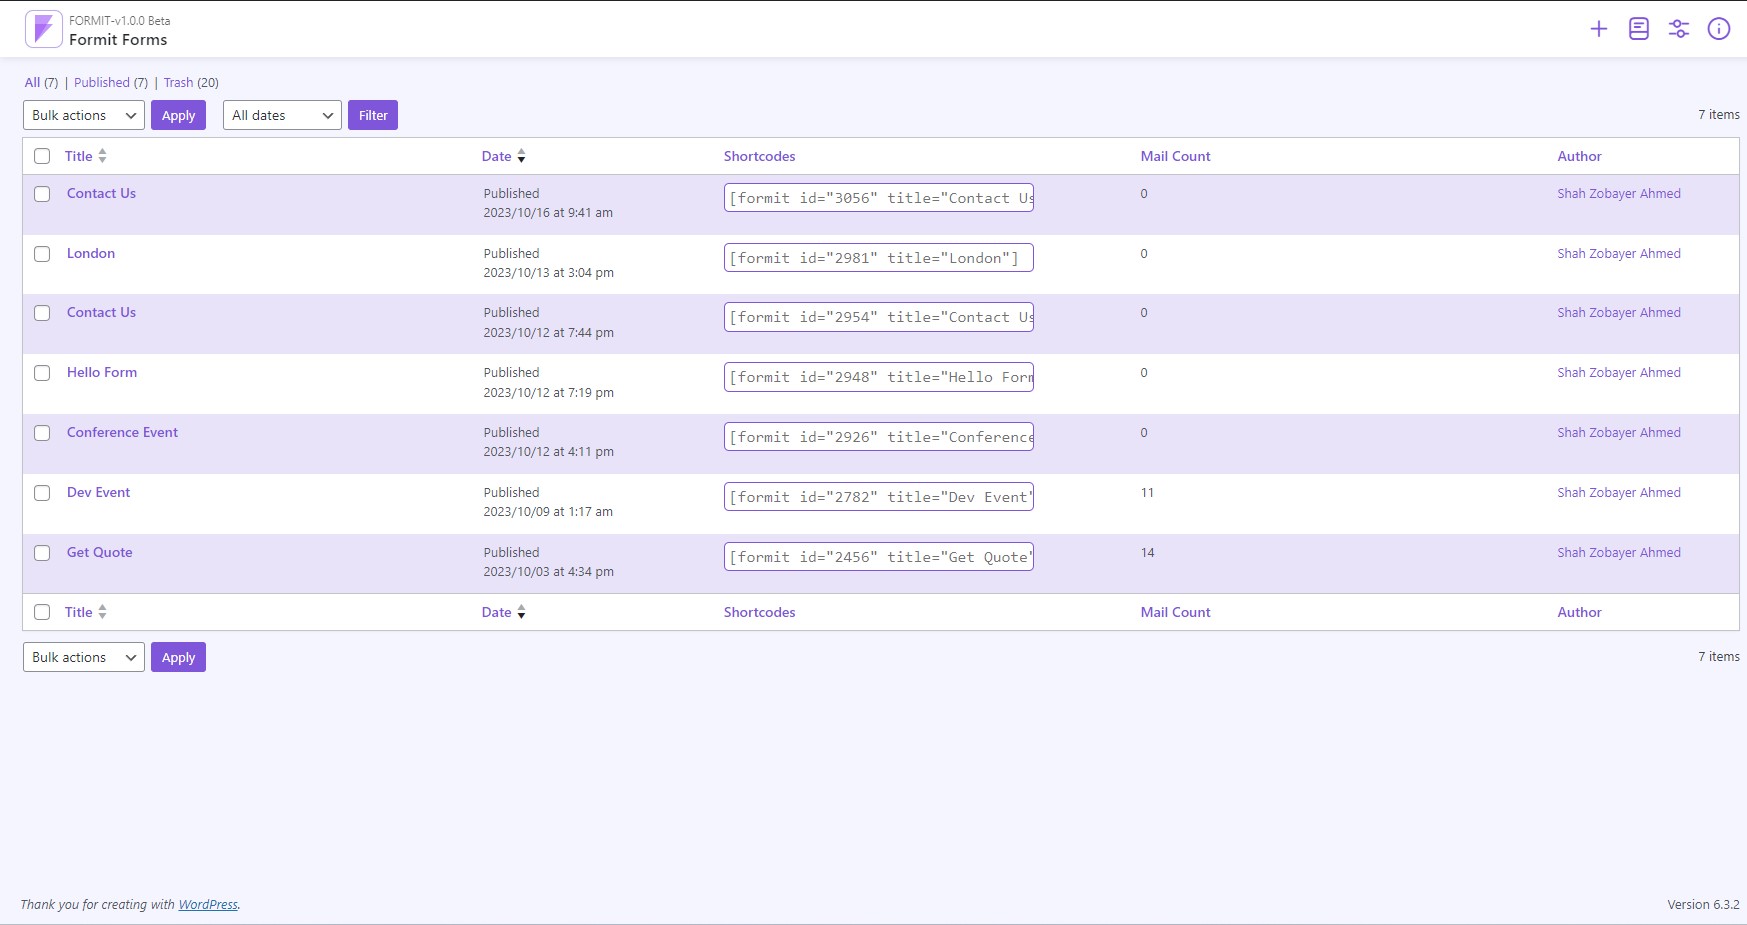 FORMIT-v1.0.0 Beta
Formit Forms
All (7) | Published (7) | Trash (20)
Bulk actions Apply All dates Filter 7 items
Title Date Shortcodes Mail Count Author
Contact Us Published [formit id="3056" title="Contact Us 0 Shah Zobayer Ahmed
2023/10/16 at 9:41 am
London Published [formit id="2981" title="London"] 0 Shah Zobayer Ahmed
2023/10/13 at 3:04 pm
Contact Us Published [formit id="2954" title="Contact Us 0 Shah Zobayer Ahmed
2023/10/12 at 7:44 pm
Hello Form Published [formit id="2948" title="Hello Form 0 Shah Zobayer Ahmed
2023/10/12 at 7:19 pm
Conference Event Published [formit id="2926" title="Conference 0 Shah Zobayer Ahmed
2023/10/12 at 4:11 pm
Dev Event Published [formit id="2782" title="Dev Event" 11 Shah Zobayer Ahmed
2023/10/09 at 1:17 am
Get Quote Published [formit id="2456" title="Get Quote" 14 Shah Zobayer Ahmed
2023/10/03 at 4:34 pm
Title Date Shortcodes Mail Count Author
Bulk actions Apply 7 items
Thank you for creating with WordPress. Version 6.3.2